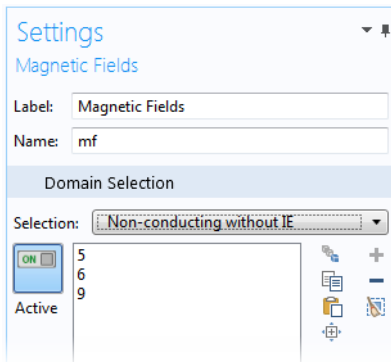 Settings
Magnetic Fields
Label: Magnetic Fields
Name: mf
Domain Selection
Selection: Non-conducting without IE
ON
5
6
9
Active